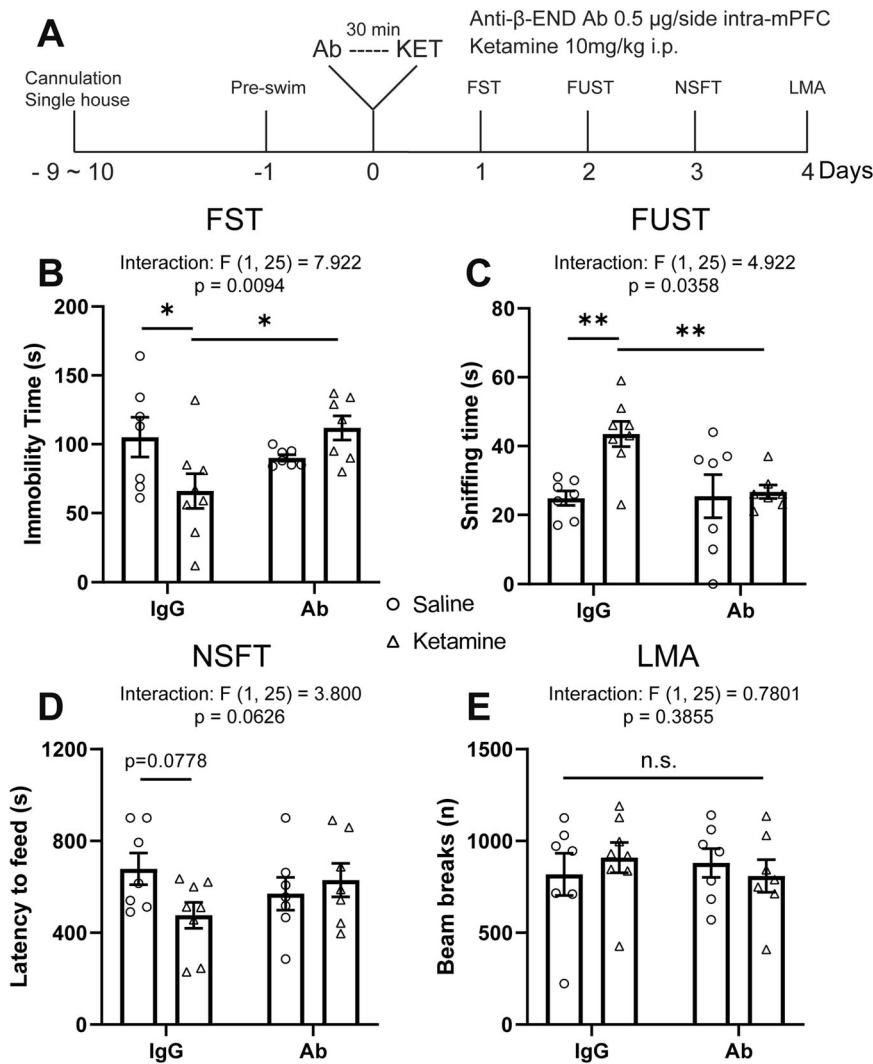 A
30 min
Ab ----- KET
Anti-β-END Ab 0.5 μg/side intra-mPFC
Ketamine 10mg/kg i.p.
Cannulation
Single house
Pre-swim
FST
FUST
NSFT
LMA
- 9 ~ 10
-1
0
1
2
3
4 Days
FST
B
Interaction: F (1, 25) = 7.922
p = 0.0094
Immobility Time (s)
200
150
100
50
0
*
*
IgG
Ab
FUST
C
Interaction: F (1, 25) = 4.922
p = 0.0358
Sniffing time (s)
80
60
40
20
0
**
**
IgG
Ab
Saline
Ketamine
NSFT
D
Interaction: F (1, 25) = 3.800
p = 0.0626
Latency to feed (s)
1200
800
400
0
p=0.0778
IgG
Ab
LMA
E
Interaction: F (1, 25) = 0.7801
p = 0.3855
Beam breaks (n)
1500
1000
500
0
n.s.
IgG
Ab